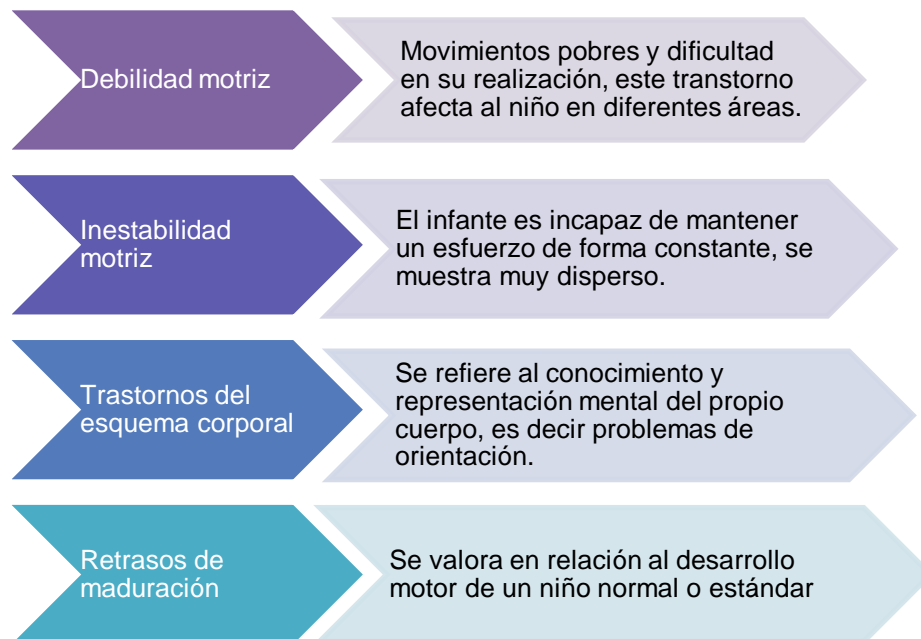 Debilidad motriz
Movimientos pobres y dificultad
en su realización, este transtorno
afecta al niño en diferentes áreas.
Inestabilidad
motriz
El infante es incapaz de mantener
un esfuerzo de forma constante, se
muestra muy disperso.
Trastornos del
esquema corporal
Se refiere al conocimiento y
representación mental del propio
cuerpo, es decir problemas de
orientación.
Retrasos de
maduración
Se valora en relación al desarrollo
motor de un niño normal o estándar